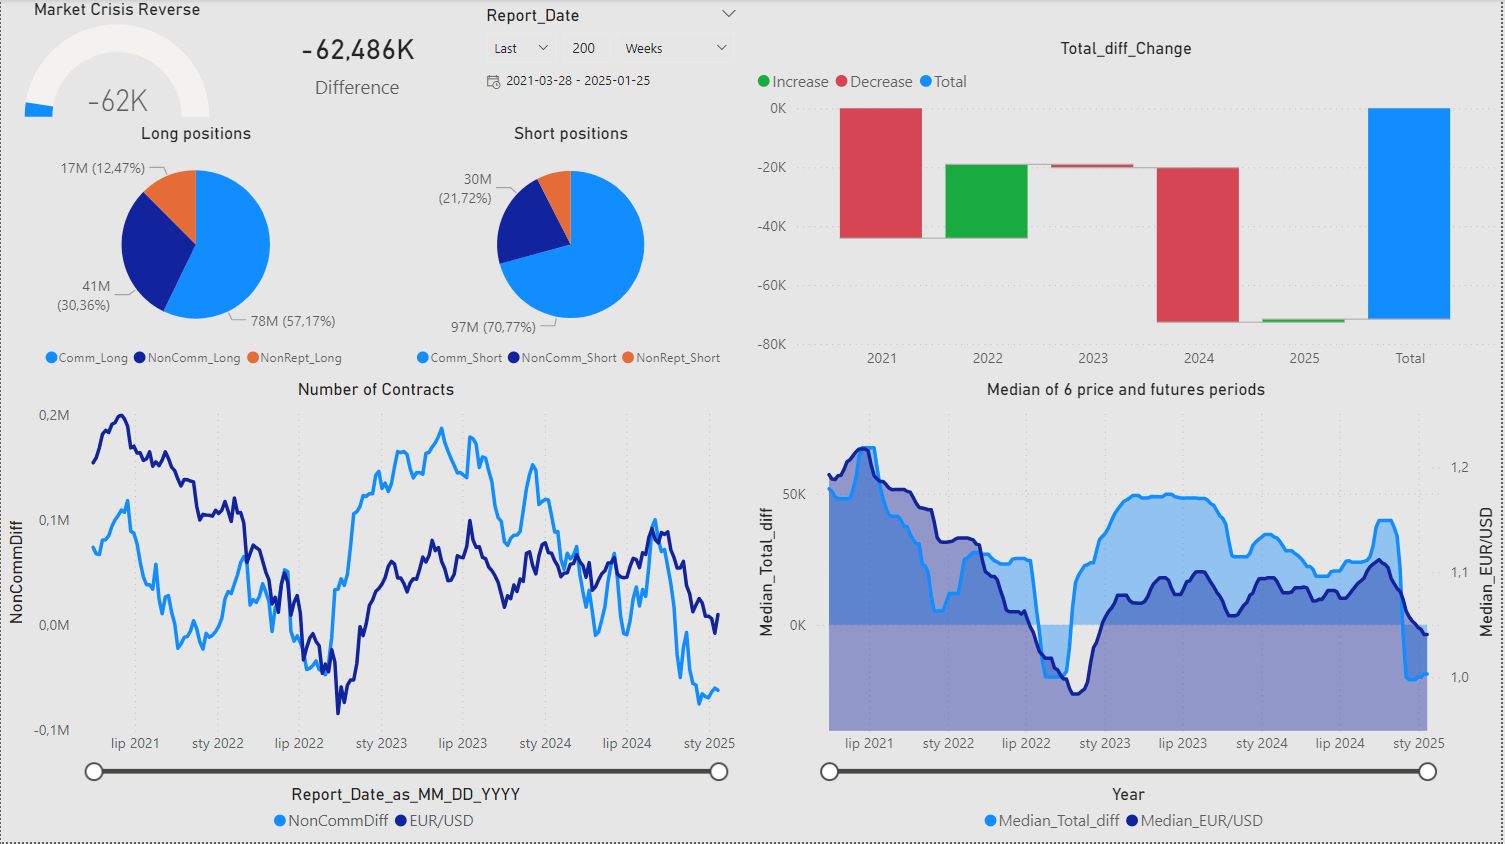 Market Crisis Reverse
-62K
-62,486K
Difference
Report_Date
Last 200 Weeks
2021-03-28 - 2025-01-25
Long positions
17M (12,47%)
41M
(30,36%)
78M (57,17%)
Comm_Long NonComm_Long NonRept_Long
Short positions
30M
(21,72%)
97M (70,77%)
Comm_Short NonComm_Short NonRept_Short
Total_diff_Change
Increase Decrease Total
0K
-20K
-40K
-60K
-80K
2021 2022 2023 2024 2025 Total
Number of Contracts
NonCommDiff
0,2M
0,1M
0,0M
-0,1M
lip 2021 sty 2022 lip 2022 sty 2023 lip 2023 sty 2024 lip 2024 sty 2025
Report_Date_as_MM_DD_YYYY
NonCommDiff EUR/USD
Median of 6 price and futures periods
Median_Total_diff
50K
0K
1,2
1,1
1,0
Median_EUR/USD
lip 2021 sty 2022 lip 2022 sty 2023 lip 2023 sty 2024 lip 2024 sty 2025
Year
Median_Total_diff Median_EUR/USD